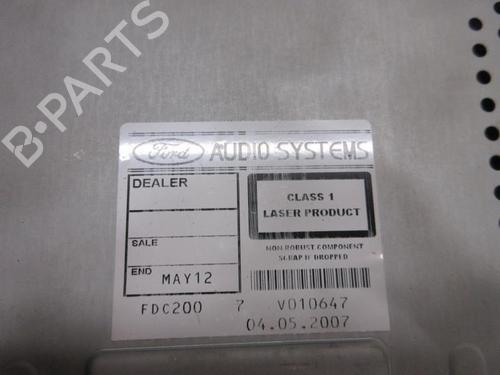 Ford AUDIO SYSTEMS
DEALER
CLASS 1
LASER PRODUCT
SALE
NON ROBUST COMPONENT
SCRAP IF DROPPED
END MAY12
FDC200 7 V010647
04.05.2007
B-PARTS